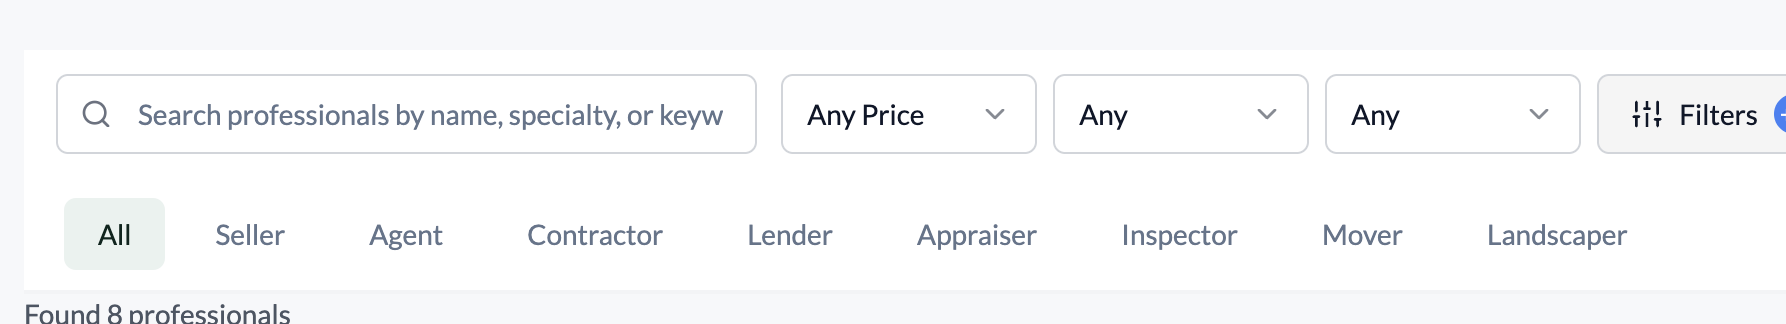 Search professionals by name, specialty, or keyw
Any Price
Any
Any
Filters
All
Seller
Agent
Contractor
Lender
Appraiser
Inspector
Mover
Landscaper
Found 8 professionals